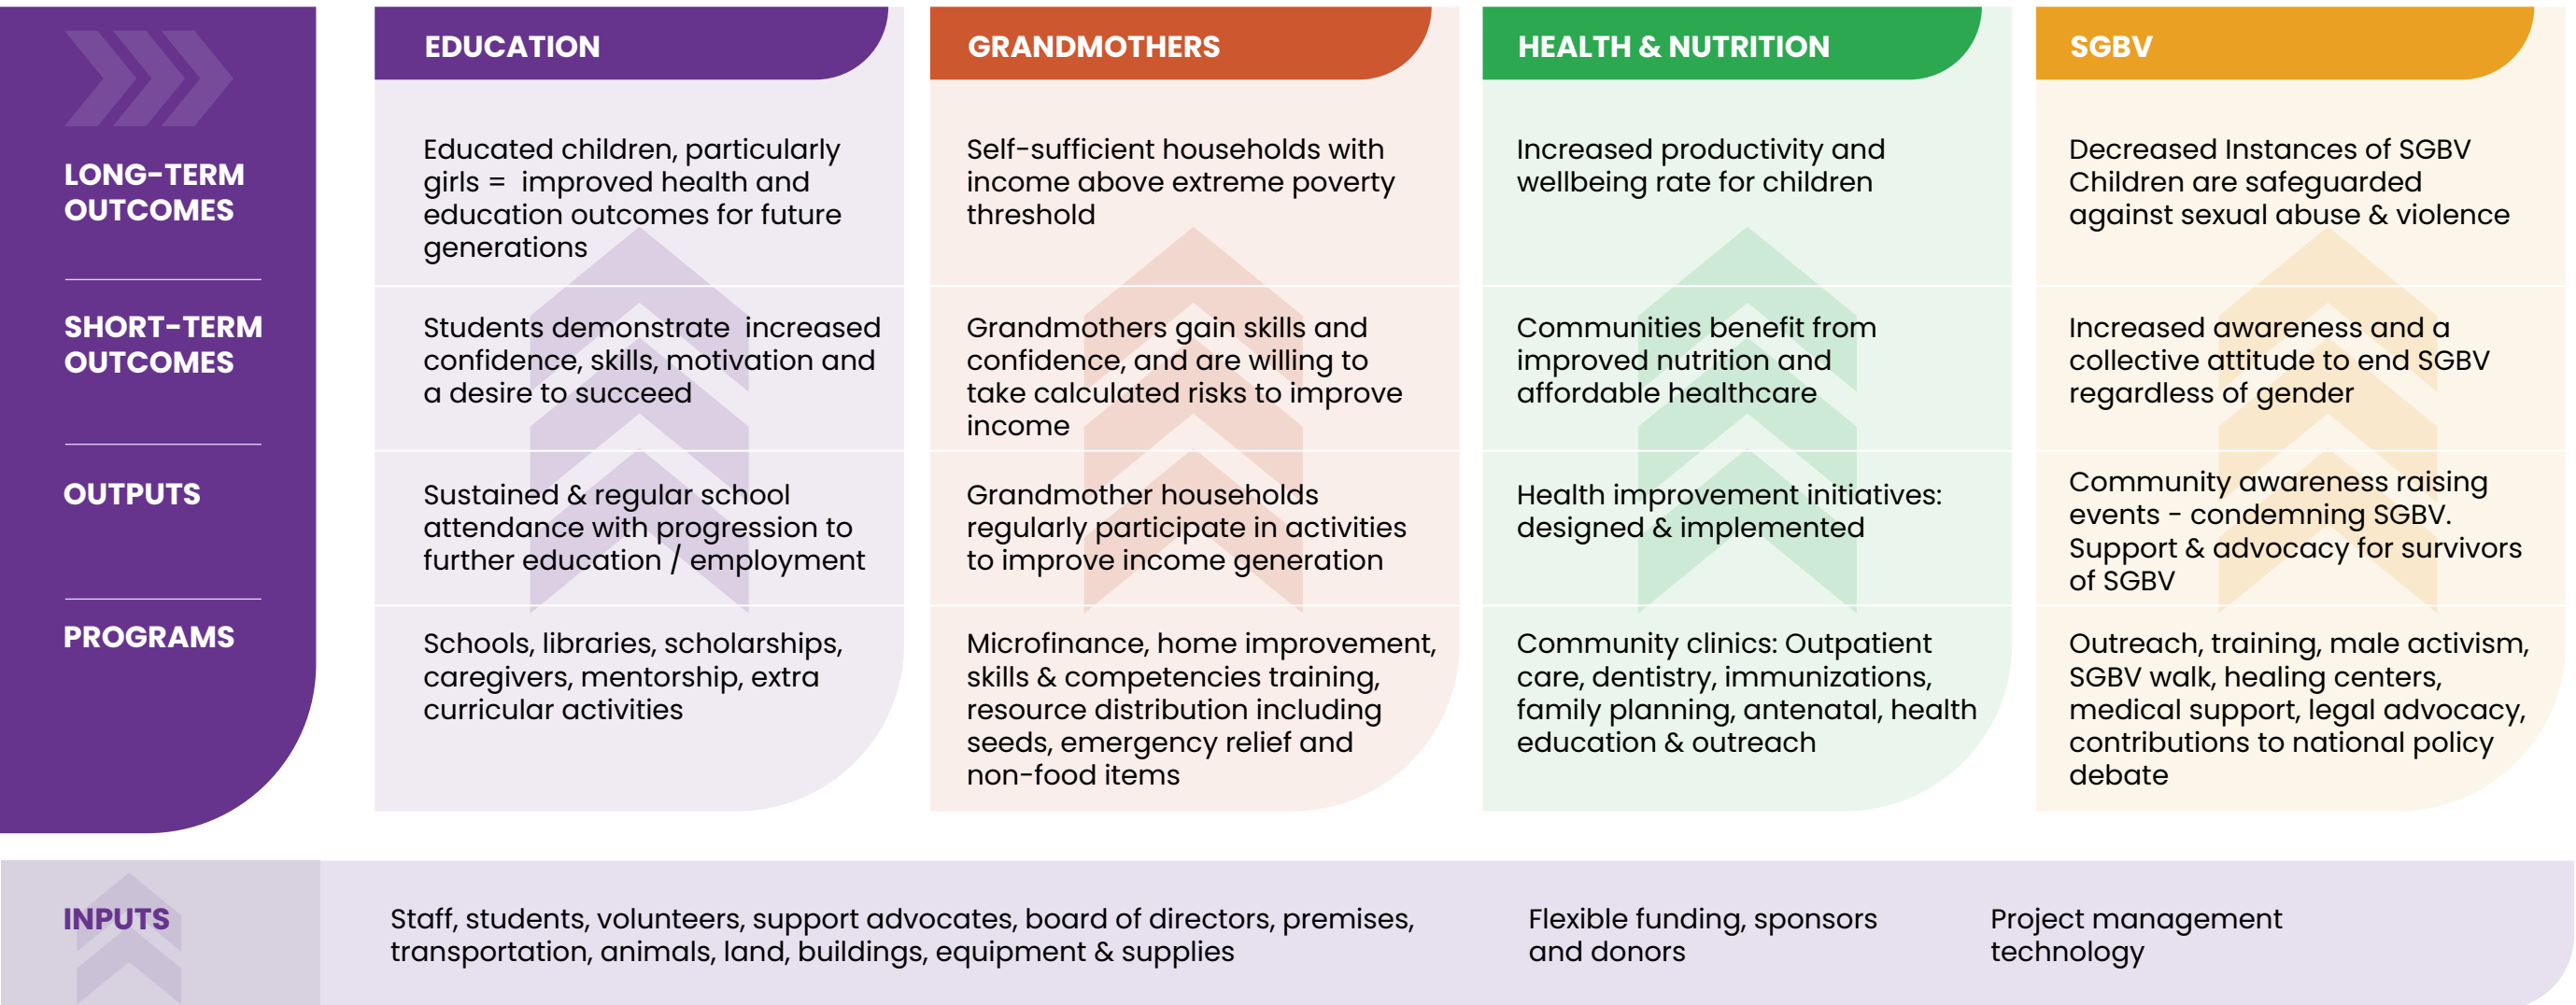 EDUCATION
GRANDMOTHERS
HEALTH & NUTRITION
SGBV
LONG-TERM
OUTCOMES
Educated children, particularly
girls =  improved health and
education outcomes for future
generations
Self-sufficient households with
income above extreme poverty
threshold
Increased productivity and
wellbeing rate for children
Decreased Instances of SGBV
Children are safeguarded
against sexual abuse & violence
SHORT-TERM
OUTCOMES
Students demonstrate  increased
confidence, skills, motivation and
a desire to succeed
Grandmothers gain skills and
confidence, and are willing to
take calculated risks to improve
income
Communities benefit from
improved nutrition and
affordable healthcare
Increased awareness and a
collective attitude to end SGBV
regardless of gender
OUTPUTS
Sustained & regular school
attendance with progression to
further education / employment
Grandmother households
regularly participate in activities
to improve income generation
Health improvement initiatives:
designed & implemented
Community awareness raising
events - condemning SGBV.
Support & advocacy for survivors
of SGBV
PROGRAMS
Schools, libraries, scholarships,
caregivers, mentorship, extra
curricular activities
Microfinance, home improvement,
skills & competencies training,
resource distribution including
seeds, emergency relief and
non-food items
Community clinics: Outpatient
care, dentistry, immunizations,
family planning, antenatal, health
education & outreach
Outreach, training, male activism,
SGBV walk, healing centers,
medical support, legal advocacy,
contributions to national policy
debate
INPUTS
Staff, students, volunteers, support advocates, board of directors, premises,
transportation, animals, land, buildings, equipment & supplies
Flexible funding, sponsors
and donors
Project management
technology